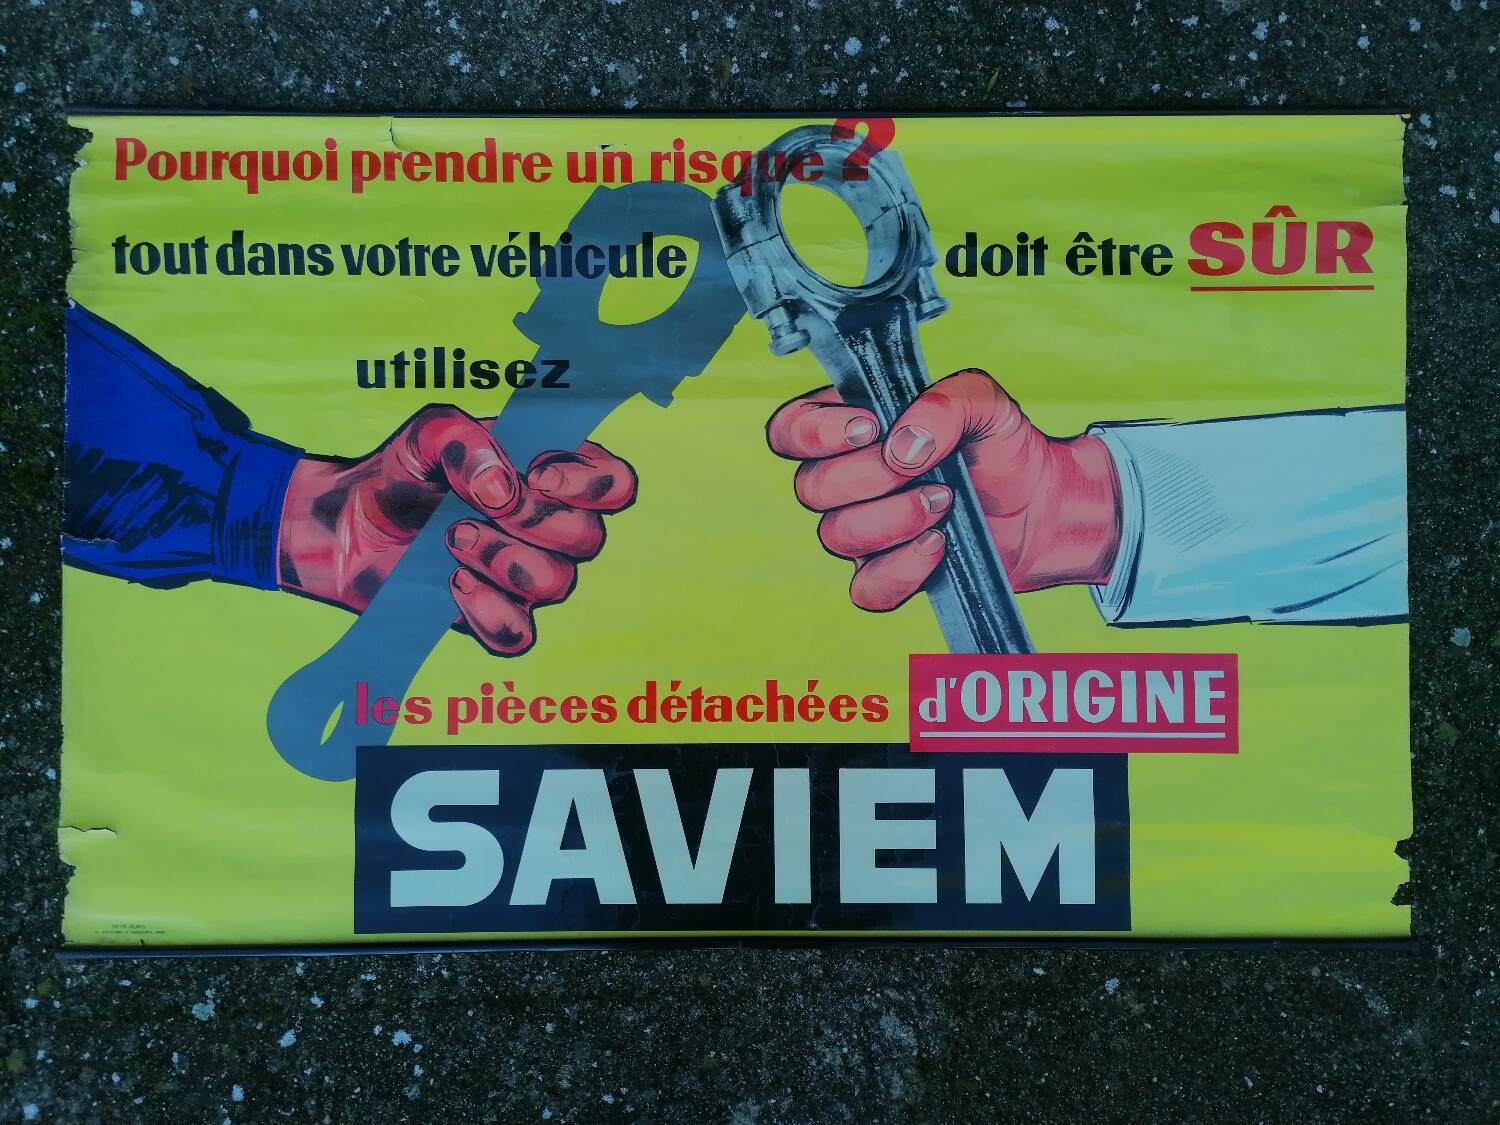 Pourquoi prendre un risque ?
tout dans votre véhicule doit être SÛR
utilisez
les pièces détachées d'ORIGINE
SAVIEM